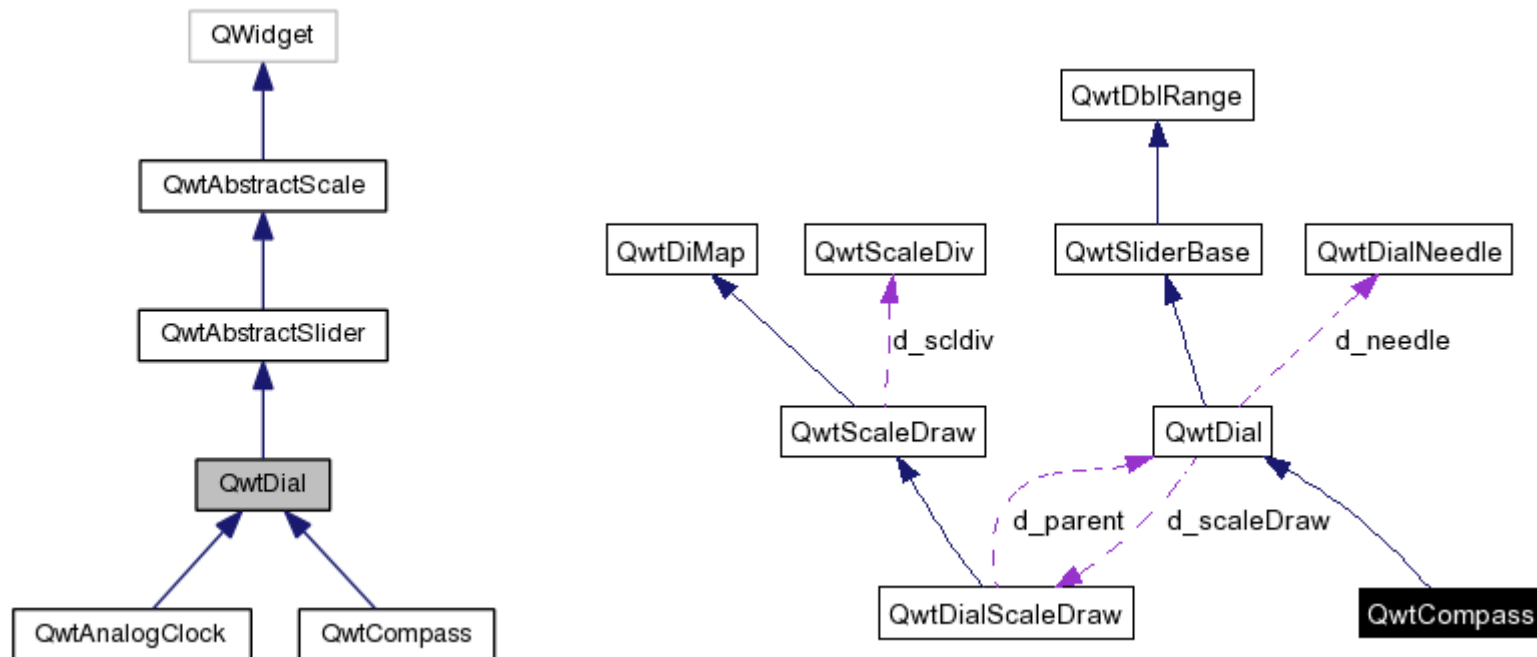 QWidget
QwtAbstractScale
QwtAbstractSlider
QwtDial
QwtAnalogClock
QwtCompass
QwtDblRange
QwtDiMap
QwtScaleDiv
QwtSliderBase
QwtDialNeedle
d_scldiv
d_needle
QwtScaleDraw
QwtDial
d_parent
d_scaleDraw
QwtDialScaleDraw
QwtCompass